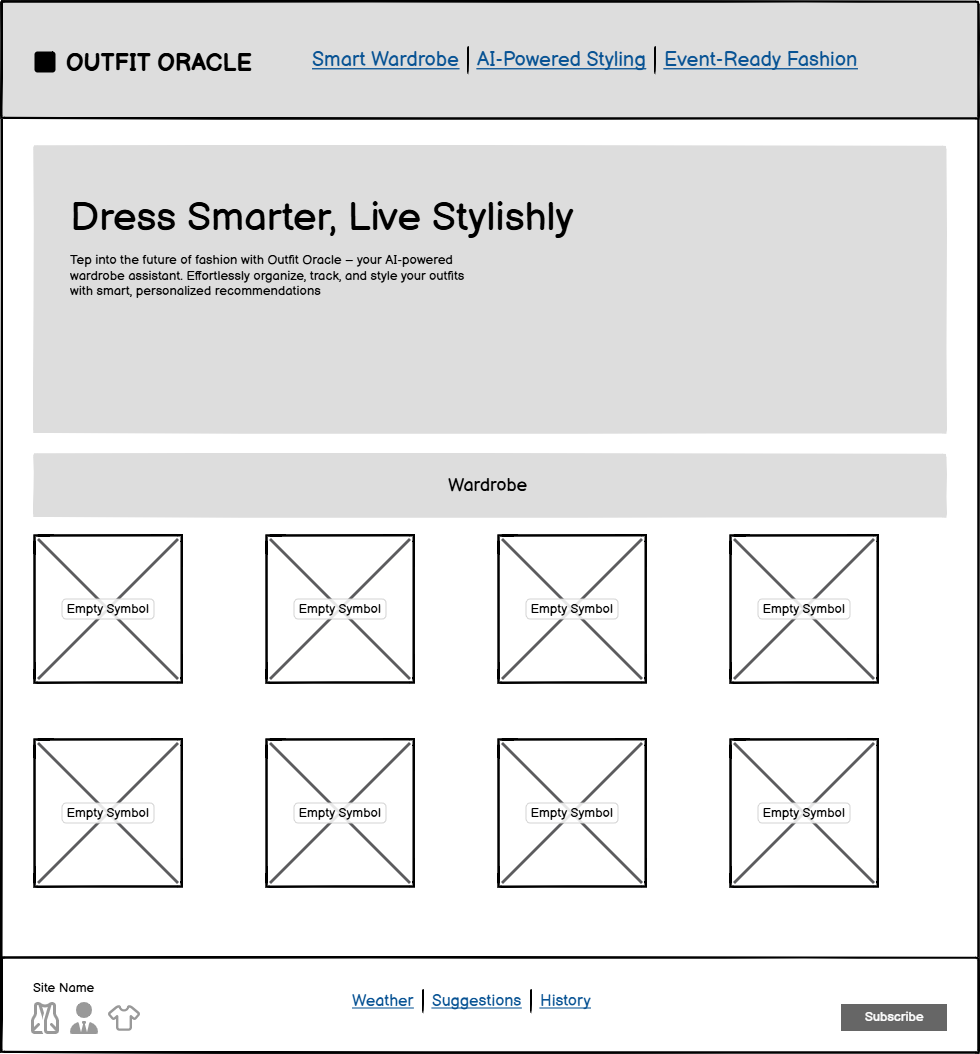 OUTFIT ORACLE
Smart Wardrobe | AI-Powered Styling | Event-Ready Fashion
Dress Smarter, Live Stylishly
Tep into the future of fashion with Outfit Oracle – your AI-powered
wardrobe assistant. Effortlessly organize, track, and style your outfits
with smart, personalized recommendations
Wardrobe
Empty Symbol Empty Symbol Empty Symbol Empty Symbol
Empty Symbol Empty Symbol Empty Symbol Empty Symbol
Site Name
Weather | Suggestions | History
Subscribe